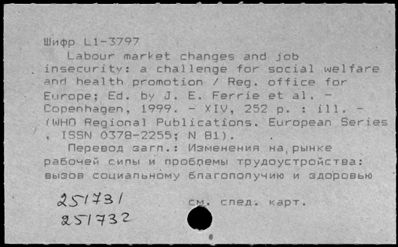 Шифр L1-3797
Labour market changes and job
insecurity: a challenge for social welfare
and health promotion / Reg. office for
Europe; Ed. by J. E. Ferrie et al. -
Copenhagen, 1999. - XIV, 252 p. : ill. -
(WHO Regional Publications. European Series
, ISSN 0378-2255; N 81).
Перевод загл.: Изменения на рынке
рабочей силы и проблемы трудоустройства:
вызов социальному благополучию и здоровью
251731 см. след. карт.
251732